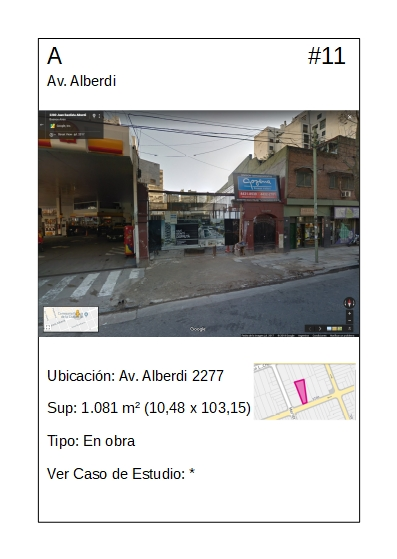 A
#11
Av. Alberdi
Google
Ubicación: Av. Alberdi 2277
Sup: 1.081 m² (10,48 x 103,15)
Tipo: En obra
Ver Caso de Estudio: *